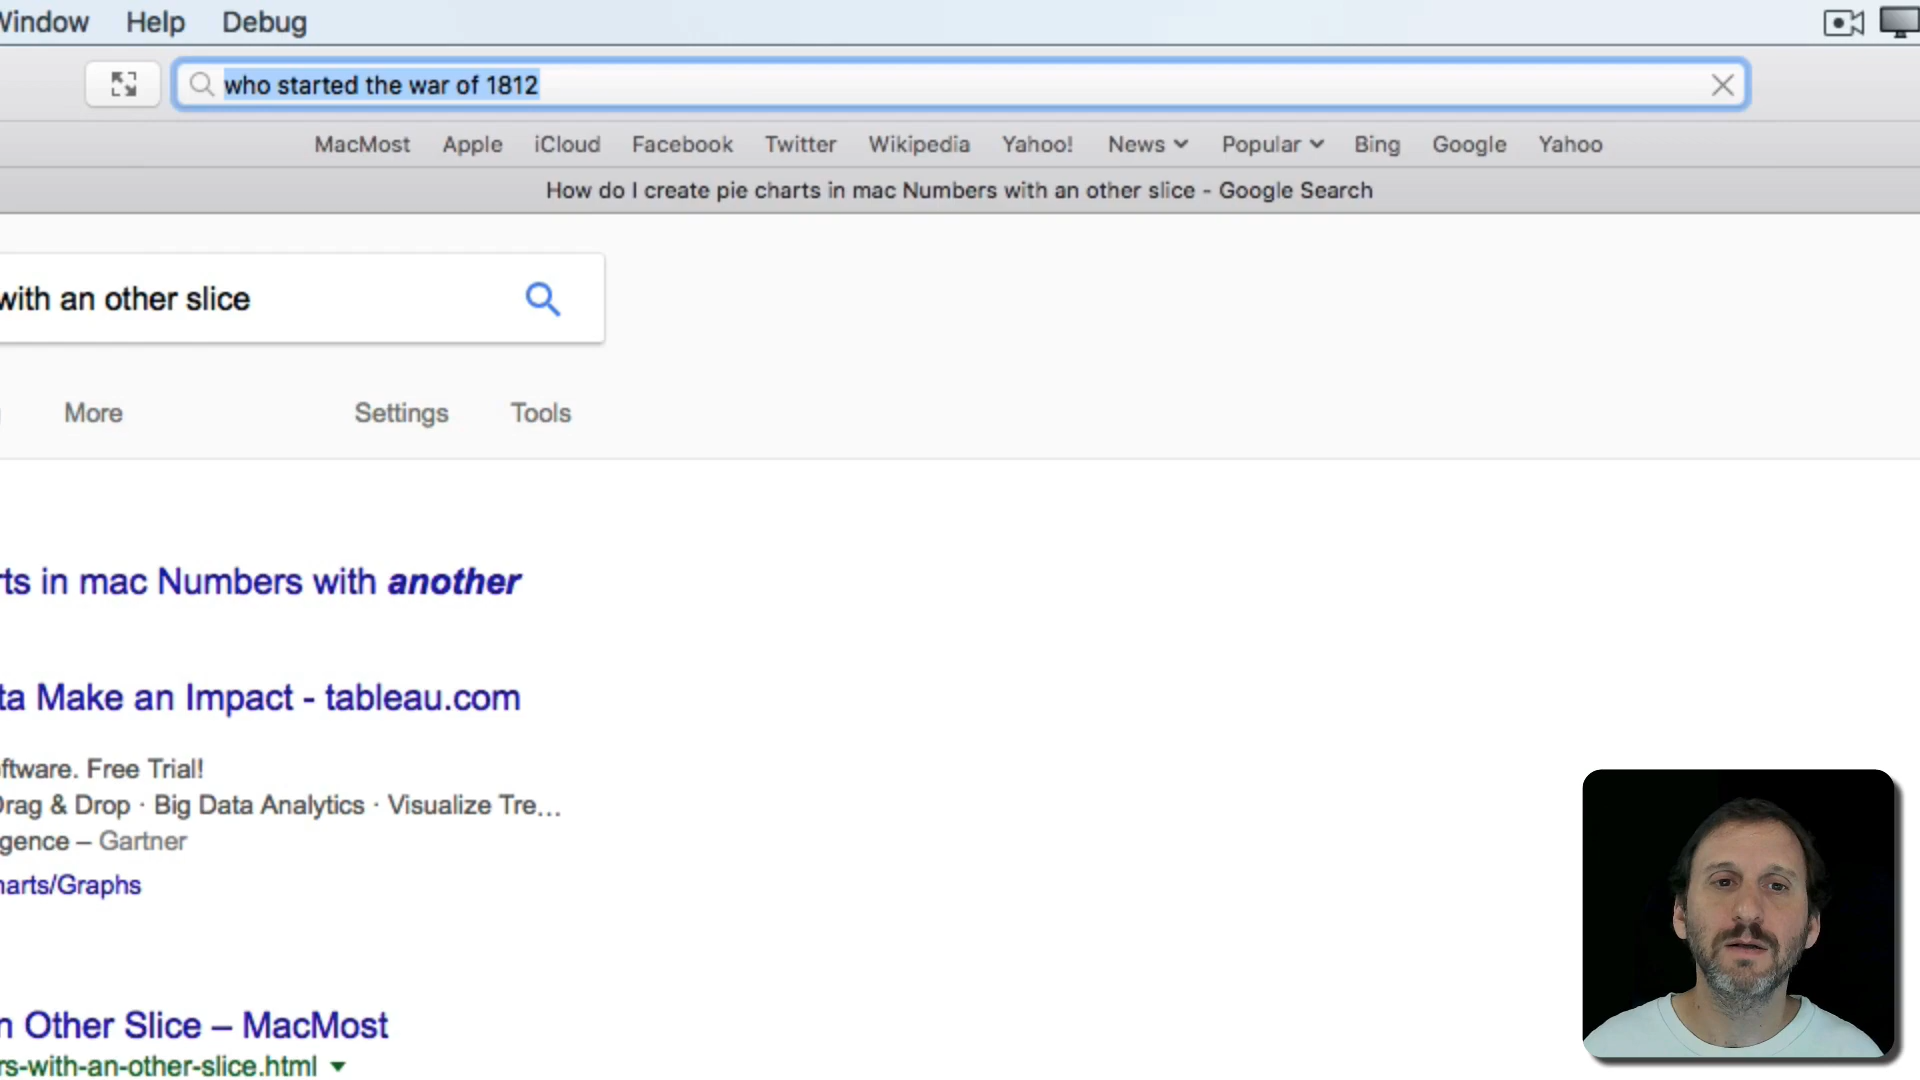 Window Help Debug
who started the war of 1812
MacMost Apple iCloud Facebook Twitter Wikipedia Yahoo! News Popular Bing Google Yahoo
How do I create pie charts in mac Numbers with an other slice - Google Search
with an other slice
More Settings Tools
rts in mac Numbers with another
ta Make an Impact - tableau.com
ftware. Free Trial!
Drag & Drop · Big Data Analytics · Visualize Tre...
gence – Gartner
harts/Graphs
n Other Slice – MacMost
rs-with-an-other-slice.html